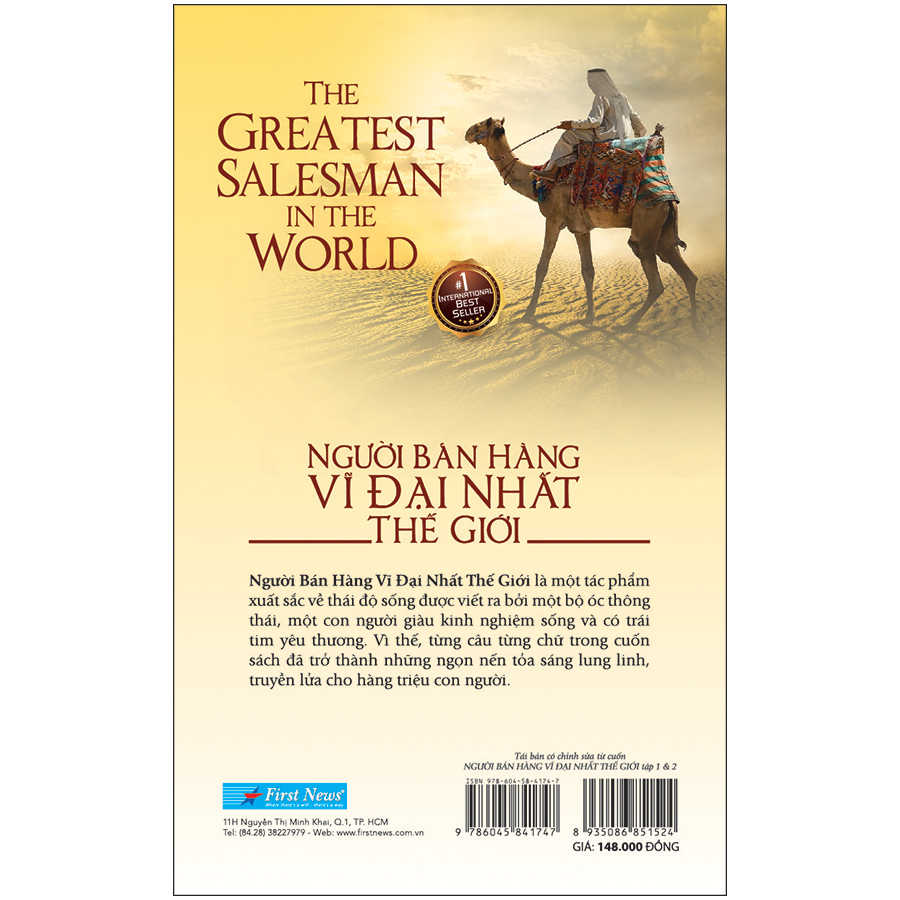 THE
GREATEST
SALESMAN
IN THE
WORLD
#1
INTERNATIONAL
BEST
SELLER
NGƯỜI BÁN HÀNG
VĨ ĐẠI NHẤT
THẾ GIỚI
Người Bán Hàng Vĩ Đại Nhất Thế Giới là một tác phẩm
xuất sắc về thái độ sống được viết ra bởi một bộ óc thông
thái, một con người giàu kinh nghiệm sống và có trái
tim yêu thương. Vì thế, từng câu từng chữ trong cuốn
sách đã trở thành những ngọn nến tỏa sáng lung linh,
truyền lửa cho hàng triệu con người.
Tái bản có chỉnh sửa từ cuốn
NGƯỜI BÁN HÀNG VĨ ĐẠI NHẤT THẾ GIỚI tập 1 & 2
ISBN 978-604-58-4174-7
First News®
Where there's a will - there's a way
11H Nguyễn Thị Minh Khai, Q.1, TP. HCM
Tel: (84.28) 38227979 - Web: www.firstnews.com.vn
9 786045 841747
8 935086 851524
GIÁ: 148.000 ĐỒNG